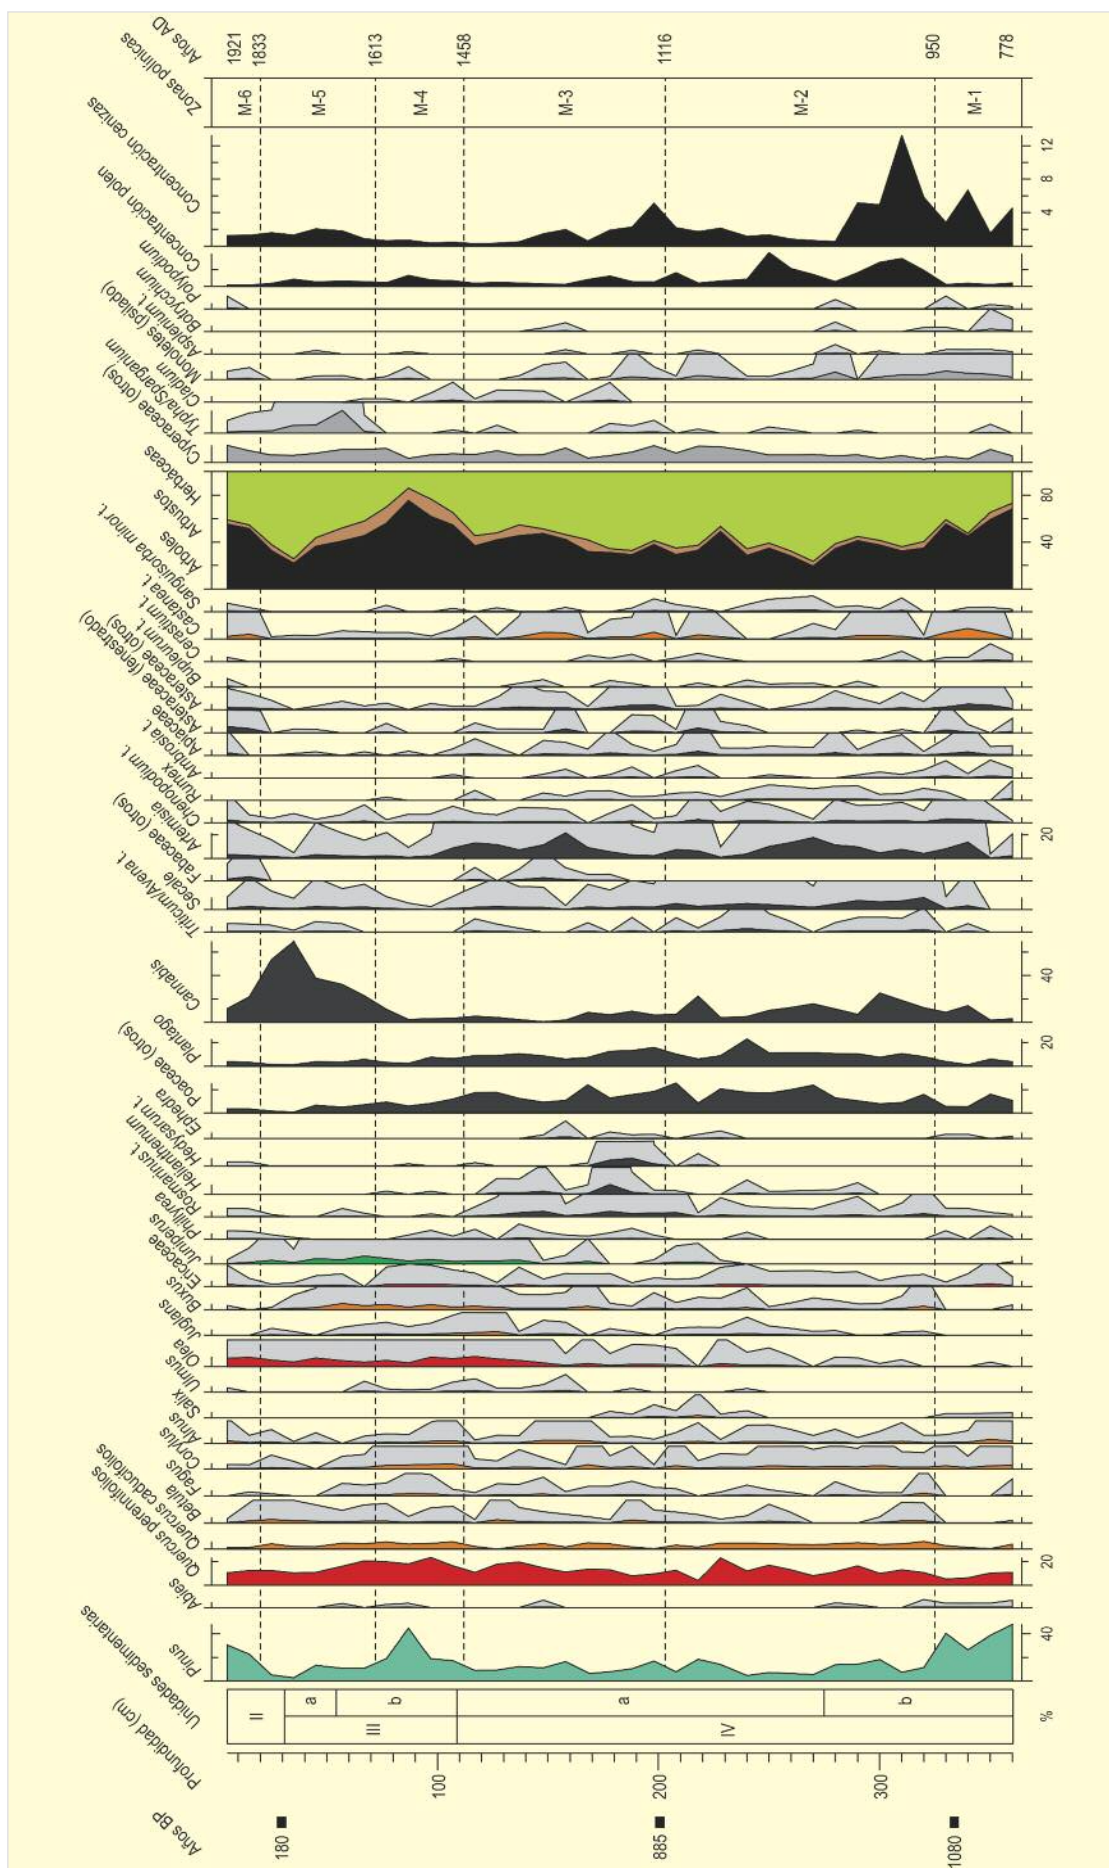 Años BP
180
885
1080
Profundidad (cm)
100
200
300
Unidades sedimentarias
II
III
a
b
IV
a
b
%
Pinus
40
Abies
Quercus perennifolios
20
Quercus caducifolios
Betula
Fagus
Corylus
Alnus
Salix
Ulmus
Olea
Juglans
Buxus
Ericaceae
Juniperus
Phillyrea
Rosmarinus t.
Helianthemum
Hedysarum t.
Ephedra
Poaceae (otros)
Plantago
20
Cannabis
40
Triticum/Avena t.
Secale
Fabaceae (otros)
Artemisia
20
Chenopodium t.
Rumex
Ambrosia t.
Apiaceae
Asteraceae (fenestrado)
Asteraceae (otros)
Bupleurum t.
Cerastium t.
Castanea t.
Sanguisorba minor t.
Árboles
Arbustos
Herbáceas
40
80
Cyperaceae (otros)
Typha/Sparganium
Cladium
Monoletes (psilado)
Asplenium t.
Botrycchium
Polypodium
Concentración polen
Concentración cenizas
4
8
12
Zonas polínicas
M-6
M-5
M-4
M-3
M-2
M-1
Años AD
1921
1833
1613
1458
1116
950
778